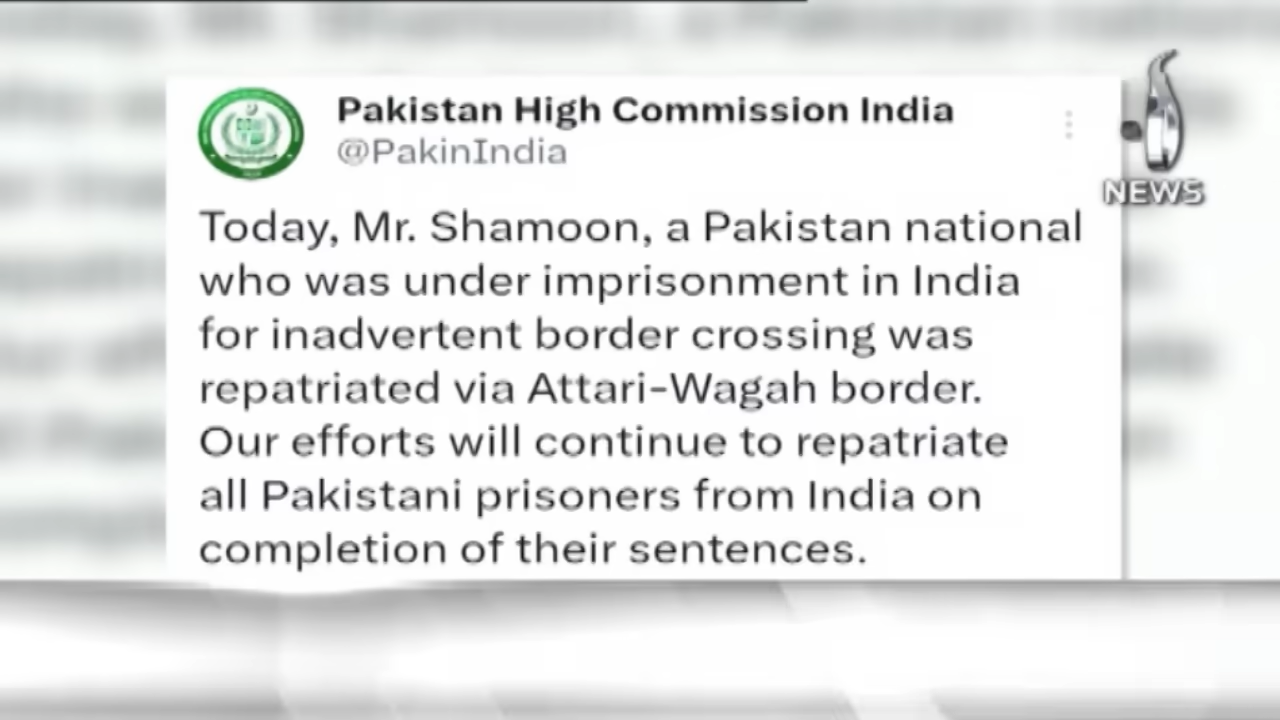 Pakistan High Commission India
@PakinIndia
NEWS
Today, Mr. Shamoon, a Pakistan national
who was under imprisonment in India
for inadvertent border crossing was
repatriated via Attari-Wagah border.
Our efforts will continue to repatriate
all Pakistani prisoners from India on
completion of their sentences.